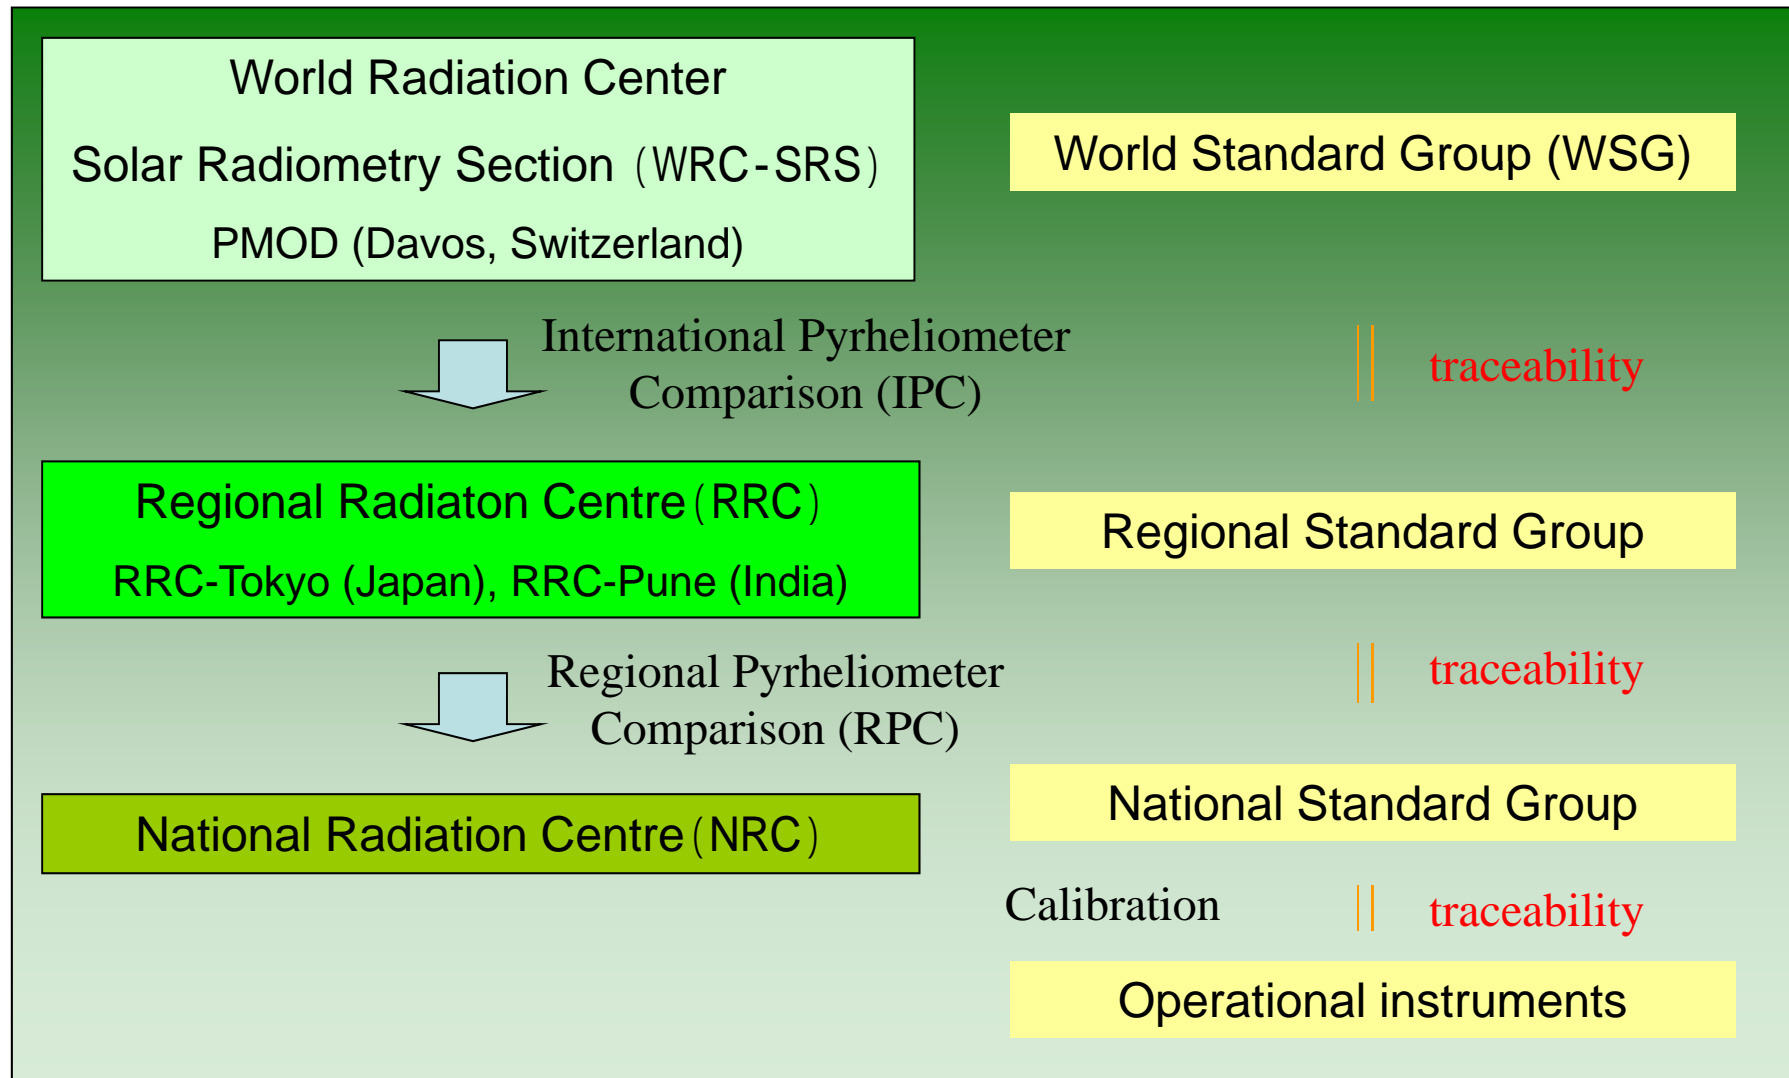 World Radiation Center
Solar Radiometry Section (WRC-SRS)
PMOD (Davos, Switzerland)
World Standard Group (WSG)
International Pyrheliometer
Comparison (IPC)
traceability
Regional Radiaton Centre (RRC)
RRC-Tokyo (Japan), RRC-Pune (India)
Regional Standard Group
Regional Pyrheliometer
Comparison (RPC)
traceability
National Radiation Centre (NRC)
National Standard Group
Calibration
traceability
Operational instruments